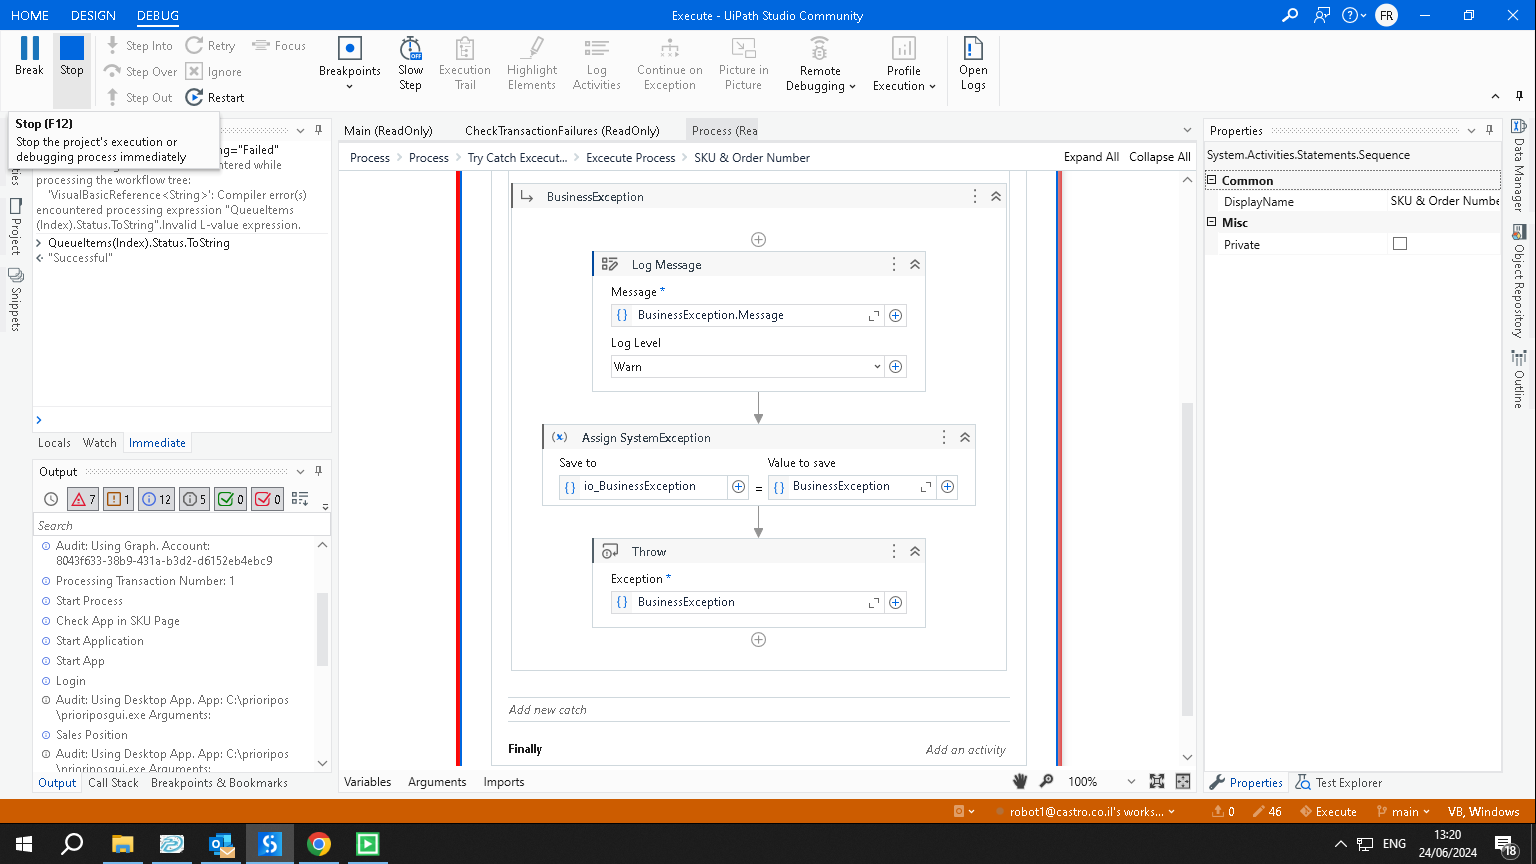 HOME
DESIGN
DEBUG
Execute - UiPath Studio Community
FR
Break
Stop
Step Into
Step Over
Step Out
Retry
Ignore
Restart
Focus
Breakpoints
Slow
Step
Execution
Trail
Highlight
Elements
Log
Activities
Continue on
Exception
Picture in
Picture
Remote
Debugging
Profile
Execution
Open
Logs
Stop (F12)
Stop the project's execution or
debugging process immediately
ng="Failed"
ntered while
processing the workflow tree:
'VisualBasicReference<String>': Compiler error(s)
encountered processing expression "QueueItems
(Index).Status.ToString".Invalid L-value expression.
QueueItems(Index).Status.ToString
"Successful"
Project
Snippets
Locals
Watch
Immediate
Output
7
1
12
5
0
0
Search
Audit: Using Graph. Account:
8043f633-38b9-431a-b3d2-d6152eb4ebc9
Processing Transaction Number: 1
Start Process
Check App in SKU Page
Start Application
Start App
Login
Audit: Using Desktop App. App: C:\prioripos
\prioriposgui.exe Arguments:
Sales Position
Audit: Using Desktop App. App: C:\prioripos
\prioriposgui.exe Arguments:
Output
Call Stack
Breakpoints & Bookmarks
Main (ReadOnly)
CheckTransactionFailures (ReadOnly)
Process (Rea
Process
Process
Try Catch Excecut...
Excecute Process
SKU & Order Number
Expand All
Collapse All
BusinessException
Log Message
Message *
BusinessException.Message
Log Level
Warn
Assign SystemException
Save to
Value to save
io_BusinessException
=
BusinessException
Throw
Exception *
BusinessException
Add new catch
Finally
Add an activity
Variables
Arguments
Imports
100%
Properties
System.Activities.Statements.Sequence
Common
DisplayName
SKU & Order Numbe
Misc
Private
Data Manager
Object Repository
Outline
Properties
Test Explorer
robot1@castro.co.il's works...
0
46
Execute
main
VB, Windows
ENG
13:20
24/06/2024
18